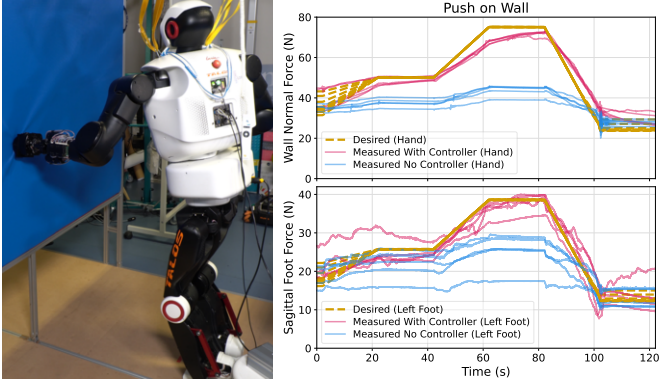 TALOS
Push on Wall
Wall Normal Force (N)
80
60
40
20
0
Desired (Hand)
Measured With Controller (Hand)
Measured No Controller (Hand)
Sagittal Foot Force (N)
40
30
20
10
0
Desired (Left Foot)
Measured With Controller (Left Foot)
Measured No Controller (Left Foot)
0 20 40 60 80 100 120
Time (s)